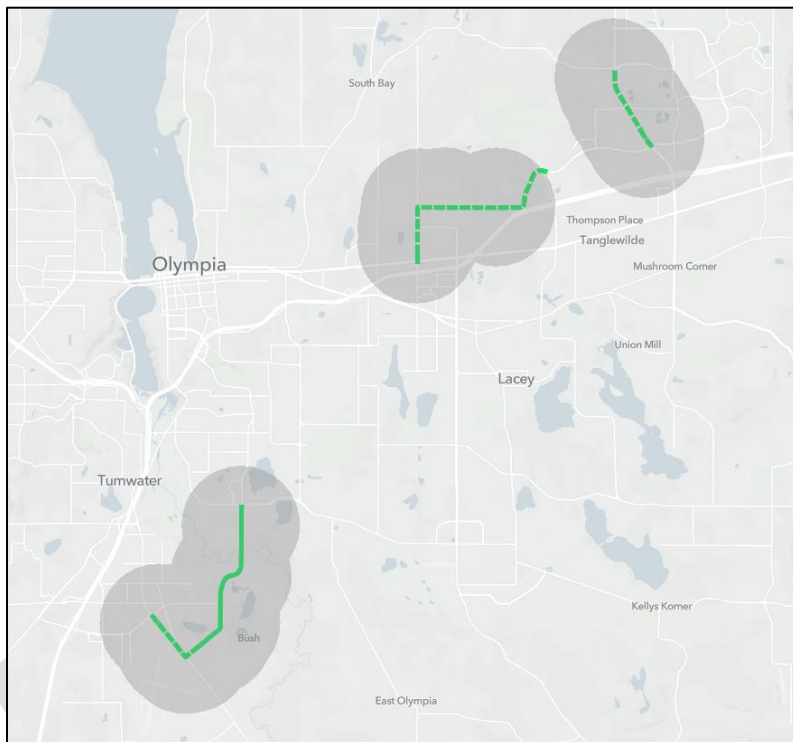 South Bay
Thompson Place
Tanglewilde
Olympia
Mushroom Corner
Union Mill
Lacey
Tumwater
Kellys Korner
Bush
East Olympia